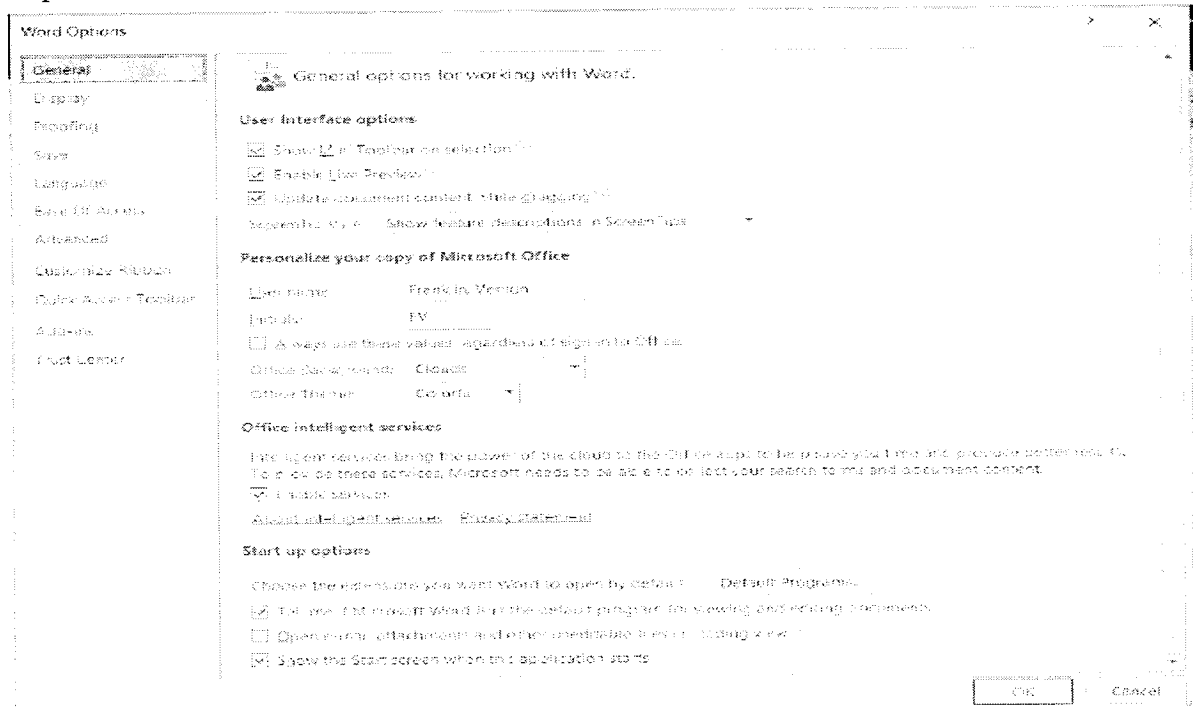 Word Options
General
Display
Proofing
Save
Language
Ease Of Access
Advanced
Customize Ribbon
Quick Access Toolbar
Add-ins
Trust Center
General options for working with Word.
User Interface options
Show Mini Toolbar on selection
Enable Live Preview
Update document content while dragging
ScreenTip style: Show feature descriptions in ScreenTips
Personalize your copy of Microsoft Office
User name: Franklin Vernon
Initials: FV
Always use these values regardless of sign in to Office.
Office Background: Clouds
Office Theme: Colorful
Office intelligent services
Intelligent services bring the power of the cloud to the Office apps to help save you time and produce better results.
To provide these services, Microsoft needs to be able to collect your search terms and document content.
Enable services
About intelligent services Privacy statement
Start up options
Choose the extensions you want Word to open by default: Default Programs...
Tell me if Microsoft Word isn't the default program for viewing and editing documents.
Open e-mail attachments and other uneditable files in reading view
Show the Start screen when this application starts
OK Cancel